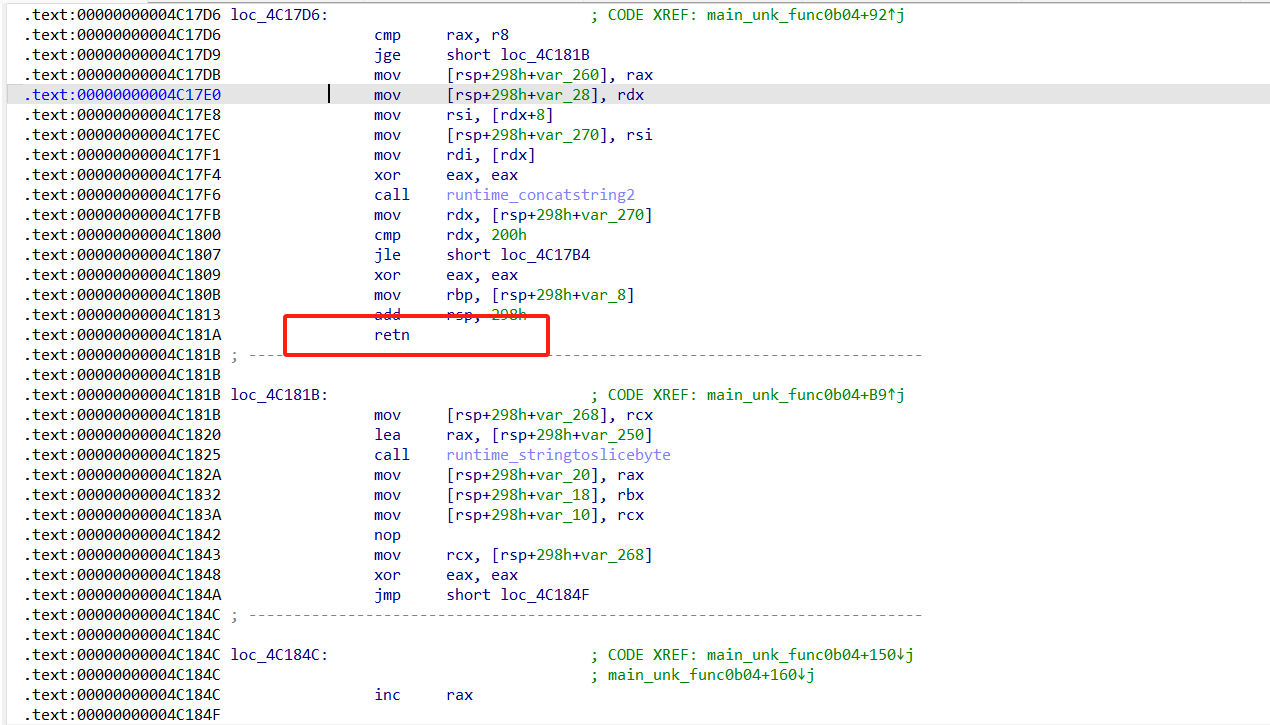 .text:00000000004C17D6 loc_4C17D6: ; CODE XREF: main_unk_func0b04+92↑j
.text:00000000004C17D6 cmp rax, r8
.text:00000000004C17D9 jge short loc_4C181B
.text:00000000004C17DB mov [rsp+298h+var_260], rax
.text:00000000004C17E0 mov [rsp+298h+var_28], rdx
.text:00000000004C17E8 mov rsi, [rdx+8]
.text:00000000004C17EC mov [rsp+298h+var_270], rsi
.text:00000000004C17F1 mov rdi, [rdx]
.text:00000000004C17F4 xor eax, eax
.text:00000000004C17F6 call runtime_concatstring2
.text:00000000004C17FB mov rdx, [rsp+298h+var_270]
.text:00000000004C1800 cmp rdx, 200h
.text:00000000004C1807 jle short loc_4C17B4
.text:00000000004C1809 xor eax, eax
.text:00000000004C180B mov rbp, [rsp+298h+var_8]
.text:00000000004C1813 add rsp, 298h
.text:00000000004C181A retn
.text:00000000004C181B ; ---------------------------------------------------------------------------
.text:00000000004C181B
.text:00000000004C181B loc_4C181B: ; CODE XREF: main_unk_func0b04+B9↑j
.text:00000000004C181B mov [rsp+298h+var_268], rcx
.text:00000000004C1820 lea rax, [rsp+298h+var_250]
.text:00000000004C1825 call runtime_stringtoslicebyte
.text:00000000004C182A mov [rsp+298h+var_20], rax
.text:00000000004C1832 mov [rsp+298h+var_18], rbx
.text:00000000004C183A mov [rsp+298h+var_10], rcx
.text:00000000004C1842 nop
.text:00000000004C1843 mov rcx, [rsp+298h+var_268]
.text:00000000004C1848 xor eax, eax
.text:00000000004C184A jmp short loc_4C184F
.text:00000000004C184C ; ---------------------------------------------------------------------------
.text:00000000004C184C
.text:00000000004C184C loc_4C184C: ; CODE XREF: main_unk_func0b04+150↓j
.text:00000000004C184C ; main_unk_func0b04+160↓j
.text:00000000004C184C inc rax
.text:00000000004C184F